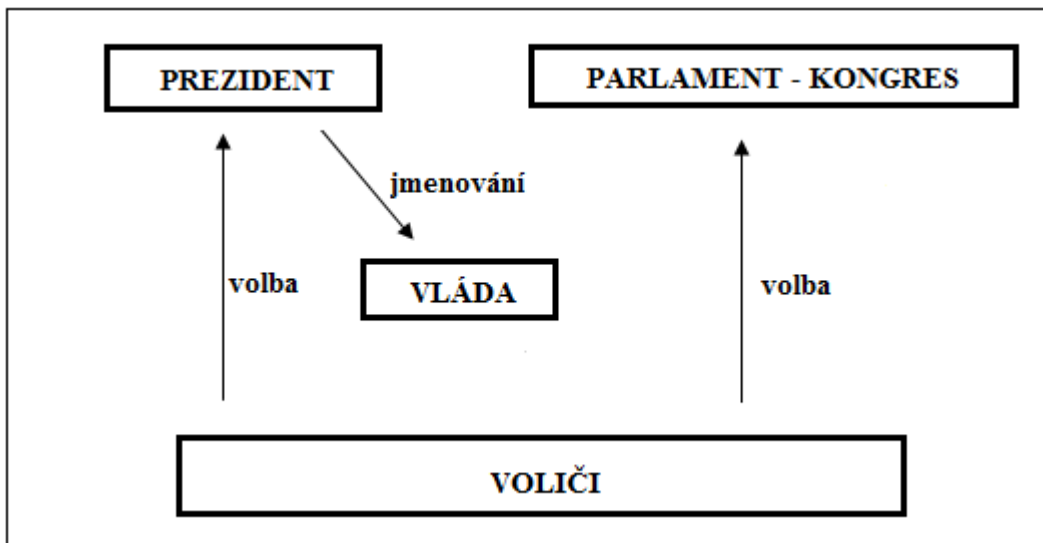 PREZIDENT
PARLAMENT - KONGRES
jmenování
volba
VLÁDA
volba
VOLIČI